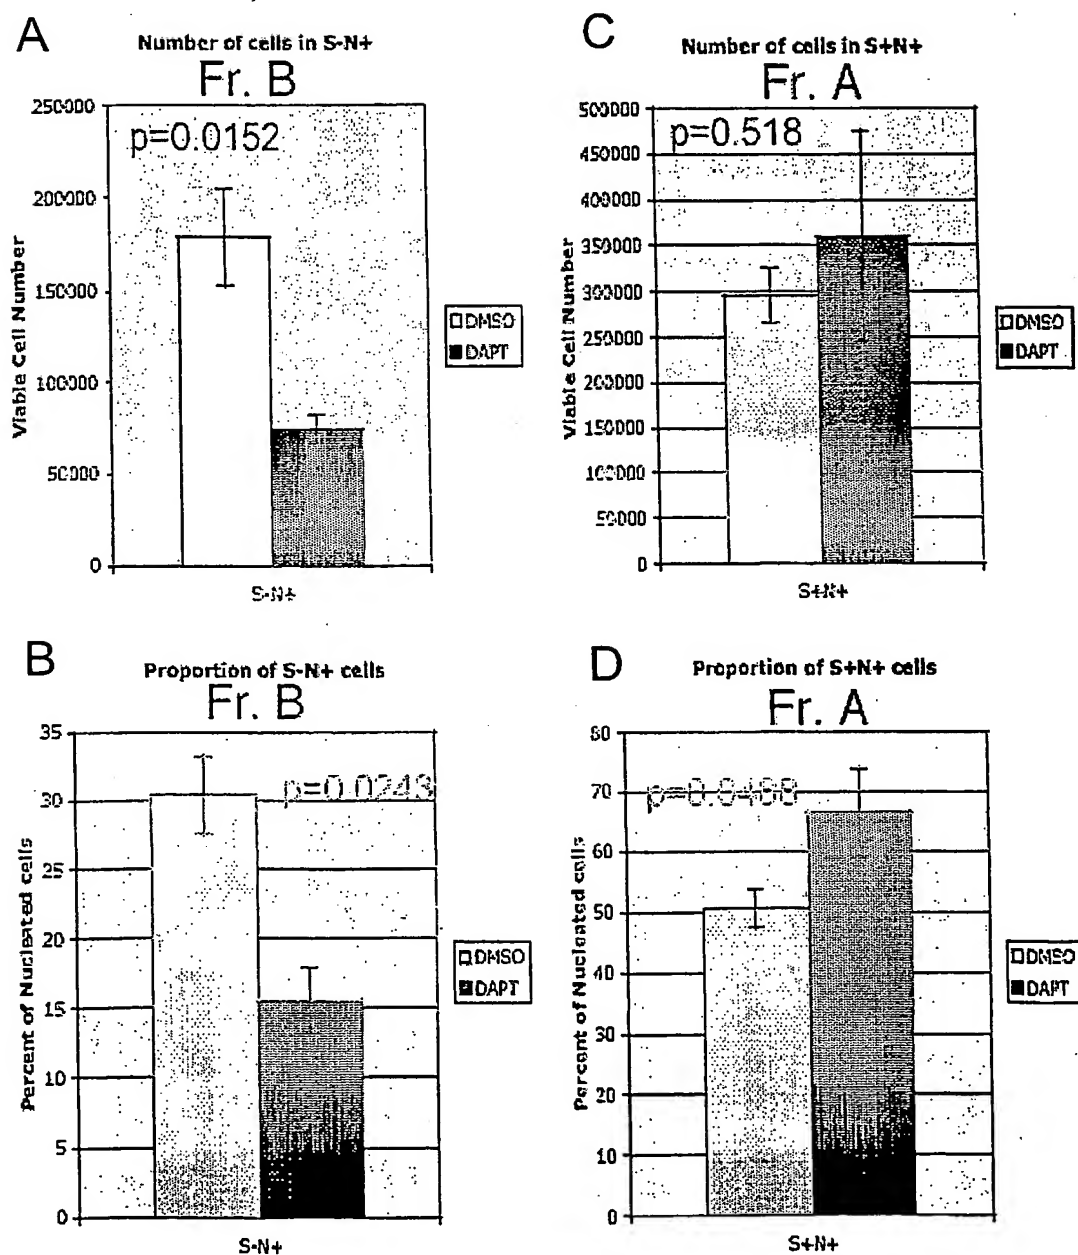 A
Number of cells in S-N+
Fr. B
p=0.0152
250000
200000
150000
100000
50000
0
Viable Cell Number
S-N+
DMSO
DAPT
C
Number of cells in S+N+
Fr. A
p=0.518
500000
450000
400000
350000
300000
250000
200000
150000
100000
50000
0
Viable Cell Number
S+N+
DMSO
DAPT
B
Proportion of S-N+ cells
Fr. B
p=0.0243
35
30
25
20
15
10
5
0
Percent of Nucleated cells
S-N+
DMSO
DAPT
D
Proportion of S+N+ cells
Fr. A
80
70
60
50
40
30
20
10
0
Percent of Nucleated cells
S+N+
DMSO
DAPT